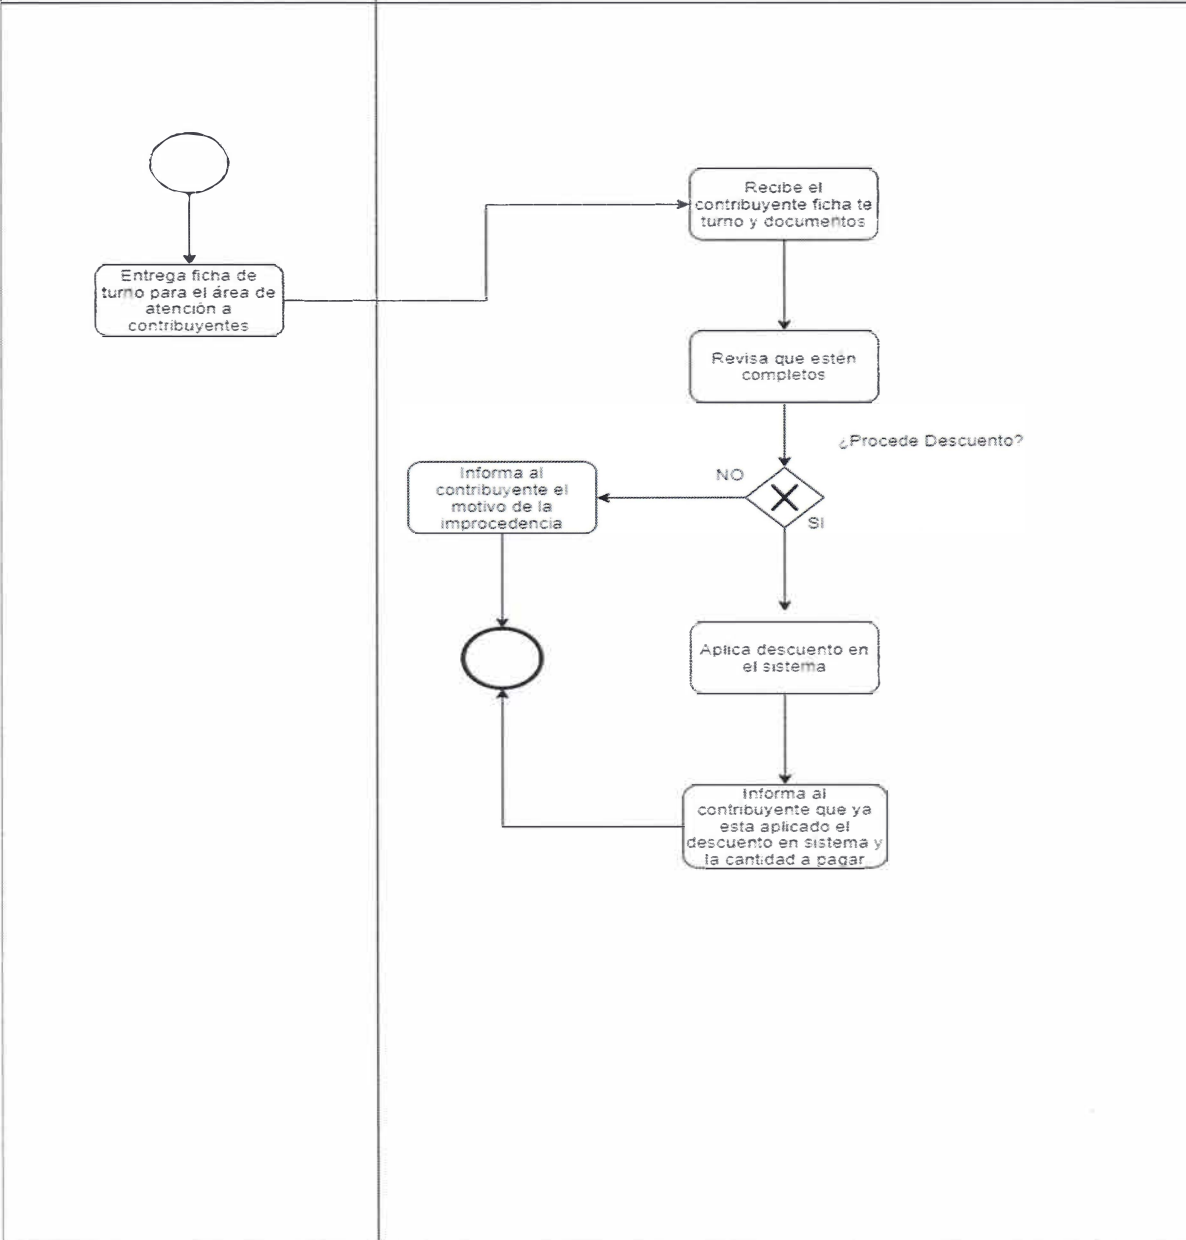 Entrega ficha de
turno para el área de
atención a
contribuyentes
Recibe el
contribuyente ficha te
turno y documentos
Revisa que estén
completos
¿Procede Descuento?
NO
SI
Informa al
contribuyente el
motivo de la
improcedencia
Aplica descuento en
el sistema
Informa al
contribuyente que ya
esta aplicado el
descuento en sistema y
la cantidad a pagar